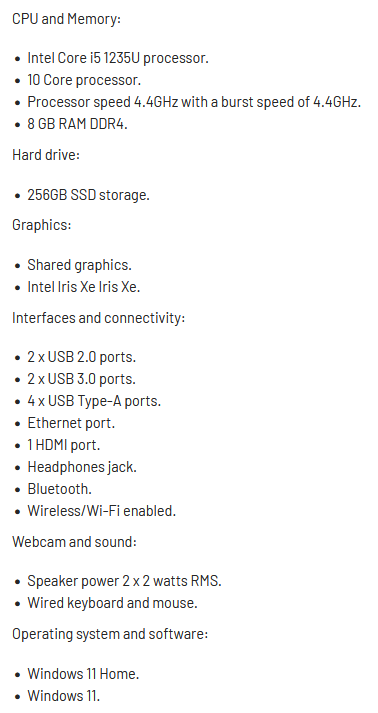 CPU and Memory:
• Intel Core i5 1235U processor.
• 10 Core processor.
• Processor speed 4.4GHz with a burst speed of 4.4GHz.
• 8 GB RAM DDR4.
Hard drive:
• 256GB SSD storage.
Graphics:
• Shared graphics.
• Intel Iris Xe Iris Xe.
Interfaces and connectivity:
• 2 x USB 2.0 ports.
• 2 x USB 3.0 ports.
• 4 x USB Type-A ports.
• Ethernet port.
• 1 HDMI port.
• Headphones jack.
• Bluetooth.
• Wireless/Wi-Fi enabled.
Webcam and sound:
• Speaker power 2 x 2 watts RMS.
• Wired keyboard and mouse.
Operating system and software:
• Windows 11 Home.
• Windows 11.